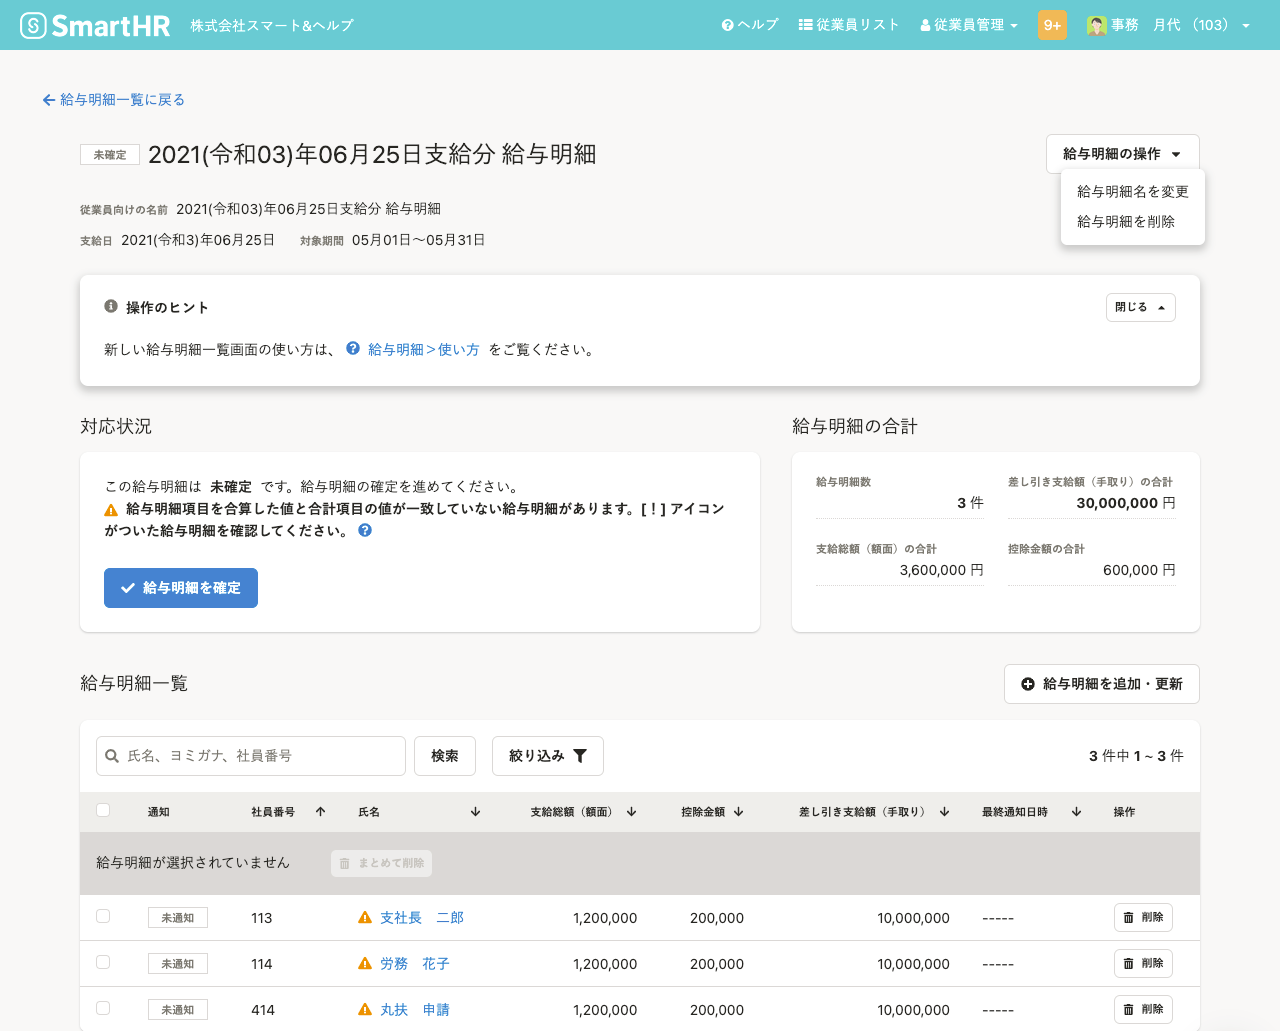 SmartHR 株式会社スマート&ヘルプ ヘルプ 従業員リスト 従業員管理 9+ 事務　月代 （103）
給与明細一覧に戻る
未確定 2021(令和03)年06月25日支給分 給与明細 給与明細の操作
給与明細名を変更
給与明細を削除
従業員向けの名前 2021(令和03)年06月25日支給分 給与明細
支給日 2021(令和3)年06月25日 対象期間 05月01日〜05月31日
操作のヒント 閉じる
新しい給与明細一覧画面の使い方は、 給与明細＞使い方 をご覧ください。
対応状況
この給与明細は 未確定 です。給与明細の確定を進めてください。
給与明細項目を合算した値と合計項目の値が一致していない給与明細があります。[ ! ] アイコン
がついた給与明細を確認してください。
給与明細を確定
給与明細の合計
給与明細数 差し引き支給額（手取り）の合計
3 件 30,000,000 円
支給総額（額面）の合計 控除金額の合計
3,600,000 円 600,000 円
給与明細一覧 給与明細を追加・更新
氏名、ヨミガナ、社員番号 検索 絞り込み 3 件中 1 ~ 3 件
通知 社員番号 氏名 支給総額（額面） 控除金額 差し引き支給額（手取り） 最終通知日時 操作
給与明細が選択されていません まとめて削除
未通知 113 支社長　二郎 1,200,000 200,000 10,000,000 ----- 削除
未通知 114 労務　花子 1,200,000 200,000 10,000,000 ----- 削除
未通知 414 丸扶　申請 1,200,000 200,000 10,000,000 ----- 削除